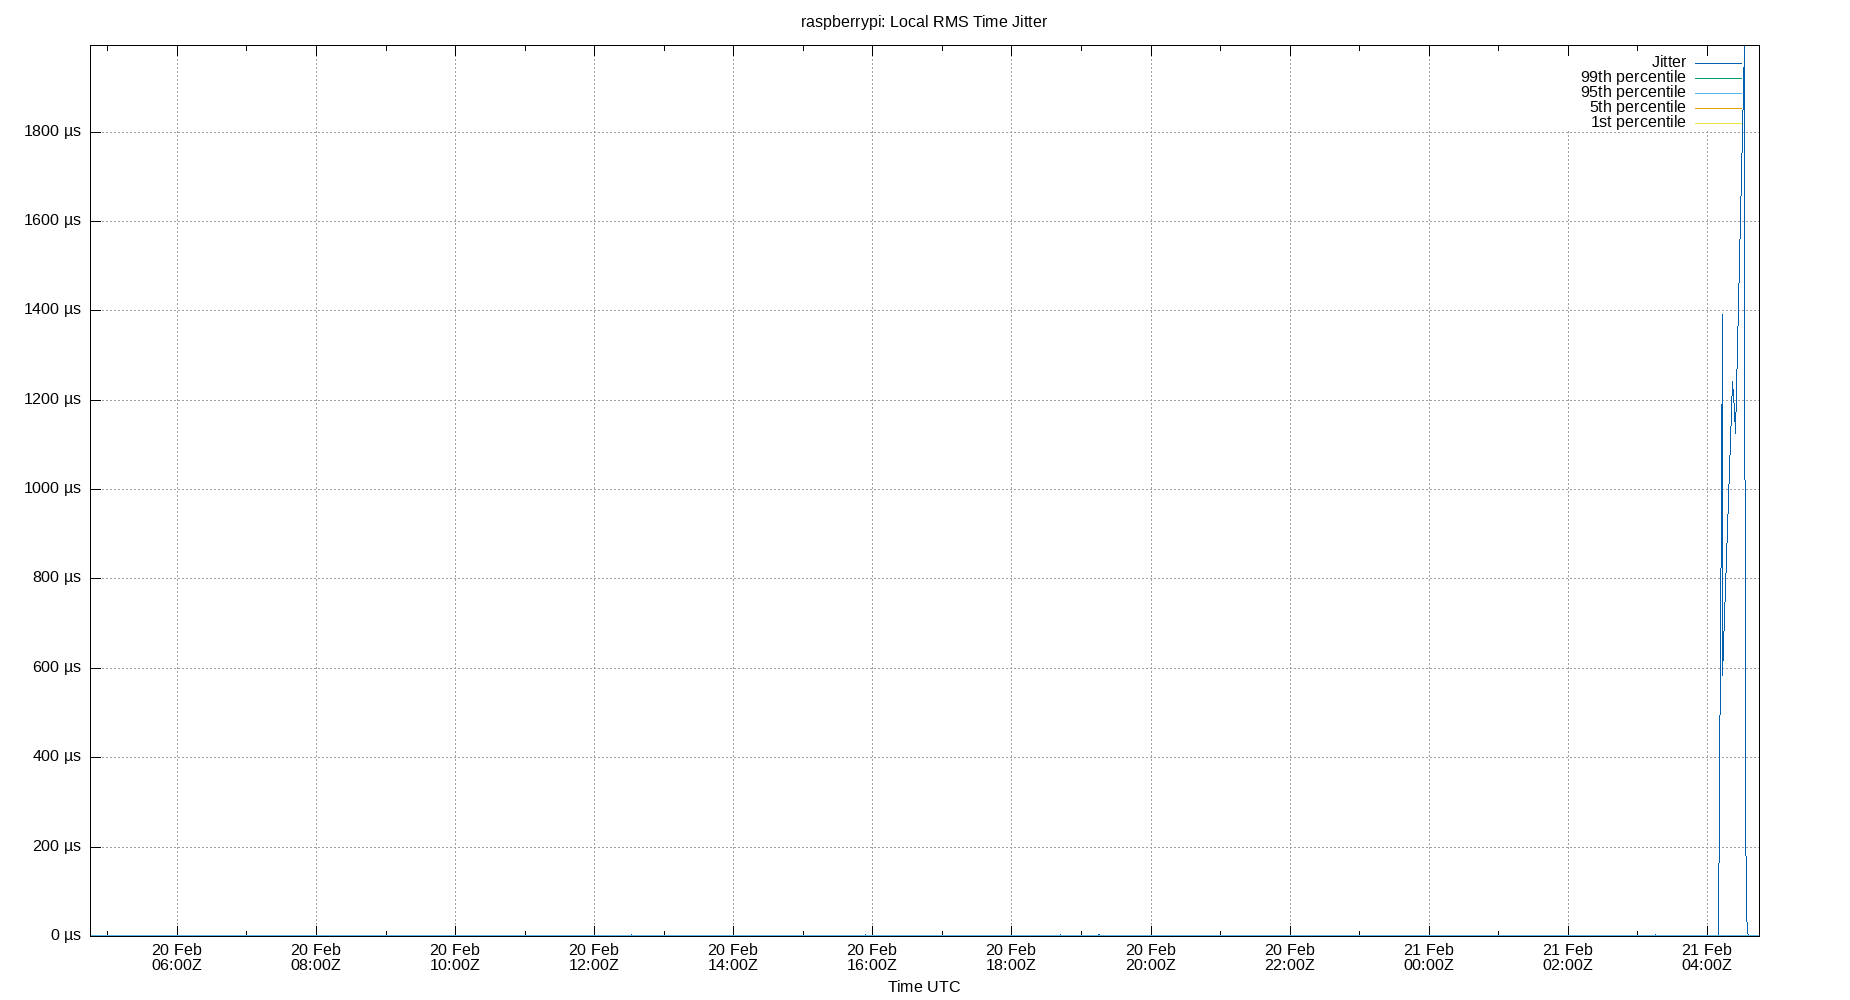 raspberrypi: Local RMS Time Jitter
Jitter
99th percentile
95th percentile
5th percentile
1st percentile
1800 µs
1600 µs
1400 µs
1200 µs
1000 µs
800 µs
600 µs
400 µs
200 µs
0 µs
20 Feb 20 Feb 20 Feb 20 Feb 20 Feb 20 Feb 20 Feb 20 Feb 20 Feb 21 Feb 21 Feb 21 Feb
06:00Z 08:00Z 10:00Z 12:00Z 14:00Z 16:00Z 18:00Z 20:00Z 22:00Z 00:00Z 02:00Z 04:00Z
Time UTC